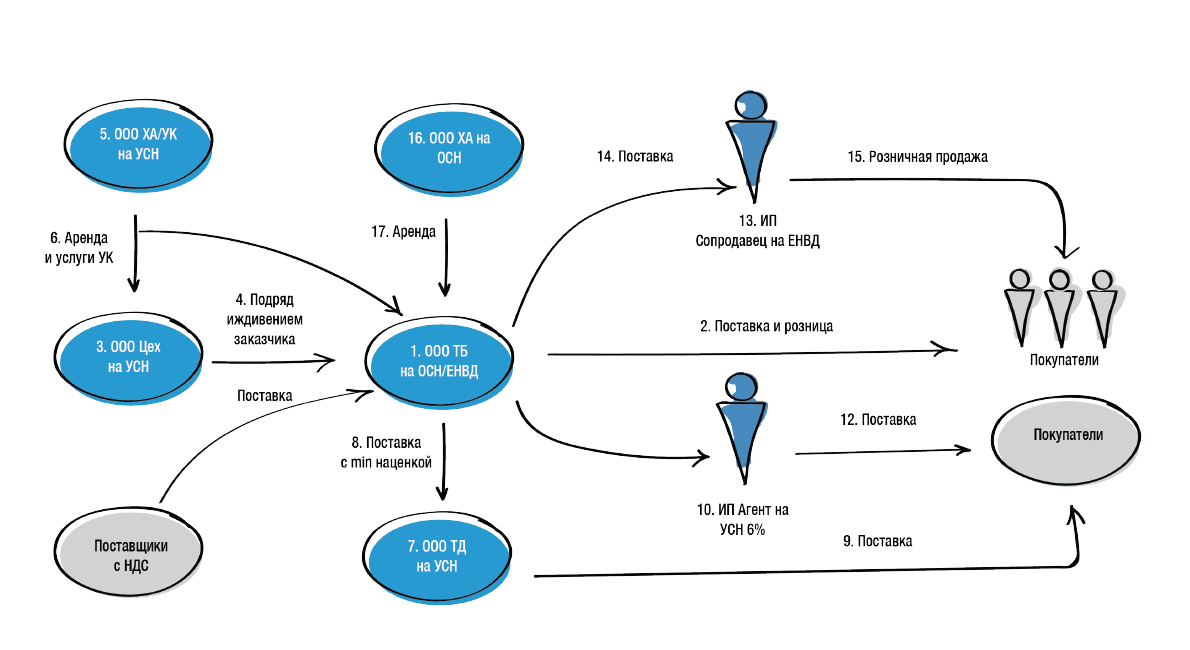 5. ООО ХА/УК
на УСН
16. ООО ХА на
ОСН
14. Поставка
15. Розничная продажа
6. Аренда
и услуги УК
17. Аренда
13. ИП
Сопродавец на ЕНВД
4. Подряд
иждивением
заказчика
2. Поставка и розница
3. ООО Цех
на УСН
1. ООО ТБ
на ОСН/ЕНВД
Покупатели
Поставка
8. Поставка
с min наценкой
12. Поставка
Покупатели
10. ИП Агент на
УСН 6%
Поставщики
с НДС
7. ООО ТД
на УСН
9. Поставка